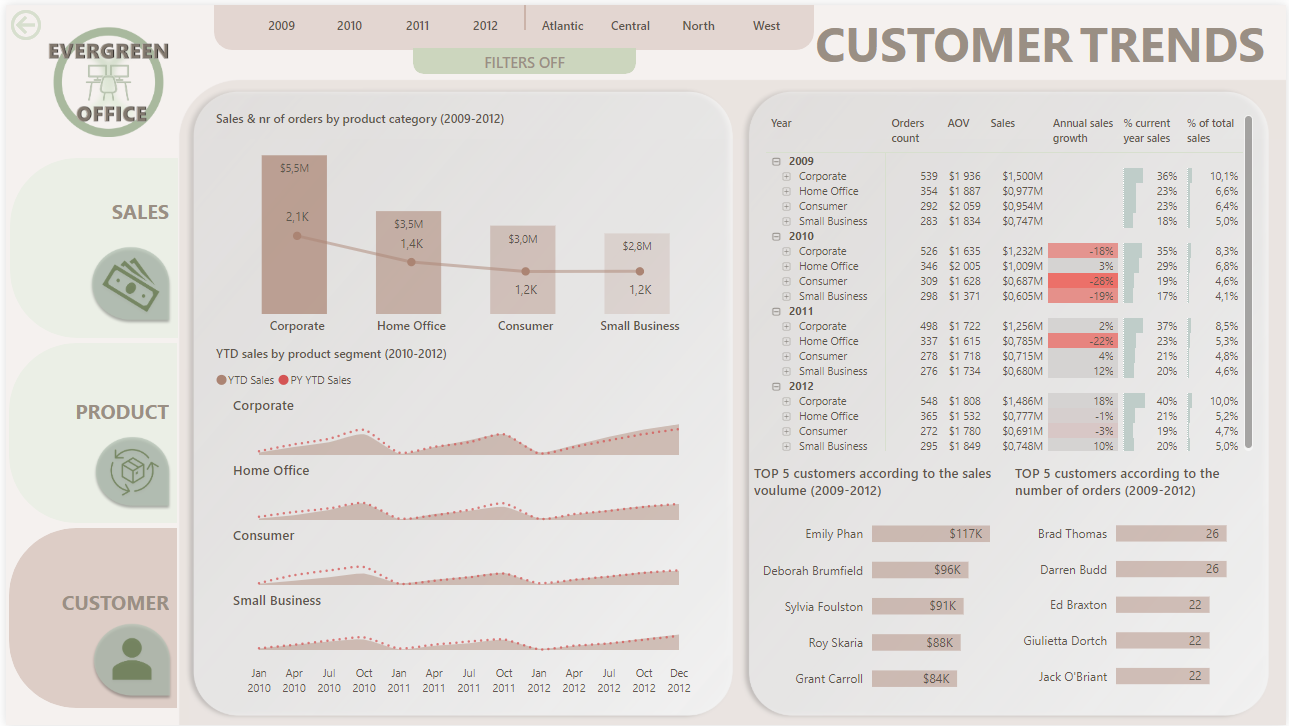 EVERGREEN
OFFICE
2009 2010 2011 2012 Atlantic Central North West
FILTERS OFF
CUSTOMER TRENDS
SALES
PRODUCT
CUSTOMER
Sales & nr of orders by product category (2009-2012)
$5,5M
2,1K
$3,5M
1,4K
$3,0M
1,2K
$2,8M
1,2K
Corporate Home Office Consumer Small Business
YTD sales by product segment (2010-2012)
YTD Sales PY YTD Sales
Corporate
Home Office
Consumer
Small Business
Jan Apr Jul Oct Jan Apr Jul Oct Jan Apr Jul Oct Dec
2010 2010 2010 2010 2011 2011 2011 2011 2012 2012 2012 2012 2012
Year Orders AOV Sales Annual sales % current % of total
count growth year sales sales
2009
Corporate 539 $1 936 $1,500M 36% 10,1%
Home Office 354 $1 887 $0,977M 23% 6,6%
Consumer 292 $2 059 $0,954M 23% 6,4%
Small Business 283 $1 834 $0,747M 18% 5,0%
2010
Corporate 526 $1 635 $1,232M -18% 35% 8,3%
Home Office 346 $2 005 $1,009M 3% 29% 6,8%
Consumer 309 $1 628 $0,687M -28% 19% 4,6%
Small Business 298 $1 371 $0,605M -19% 17% 4,1%
2011
Corporate 498 $1 722 $1,256M 2% 37% 8,5%
Home Office 337 $1 615 $0,785M -22% 23% 5,3%
Consumer 278 $1 718 $0,715M 4% 21% 4,8%
Small Business 276 $1 734 $0,680M 12% 20% 4,6%
2012
Corporate 548 $1 808 $1,486M 18% 40% 10,0%
Home Office 365 $1 532 $0,777M -1% 21% 5,2%
Consumer 272 $1 780 $0,691M -3% 19% 4,7%
Small Business 295 $1 849 $0,748M 10% 20% 5,0%
TOP 5 customers according to the sales
voulume (2009-2012)
Emily Phan $117K
Deborah Brumfield $96K
Sylvia Foulston $91K
Roy Skaria $88K
Grant Carroll $84K
TOP 5 customers according to the
number of orders (2009-2012)
Brad Thomas 26
Darren Budd 26
Ed Braxton 22
Giulietta Dortch 22
Jack O'Briant 22